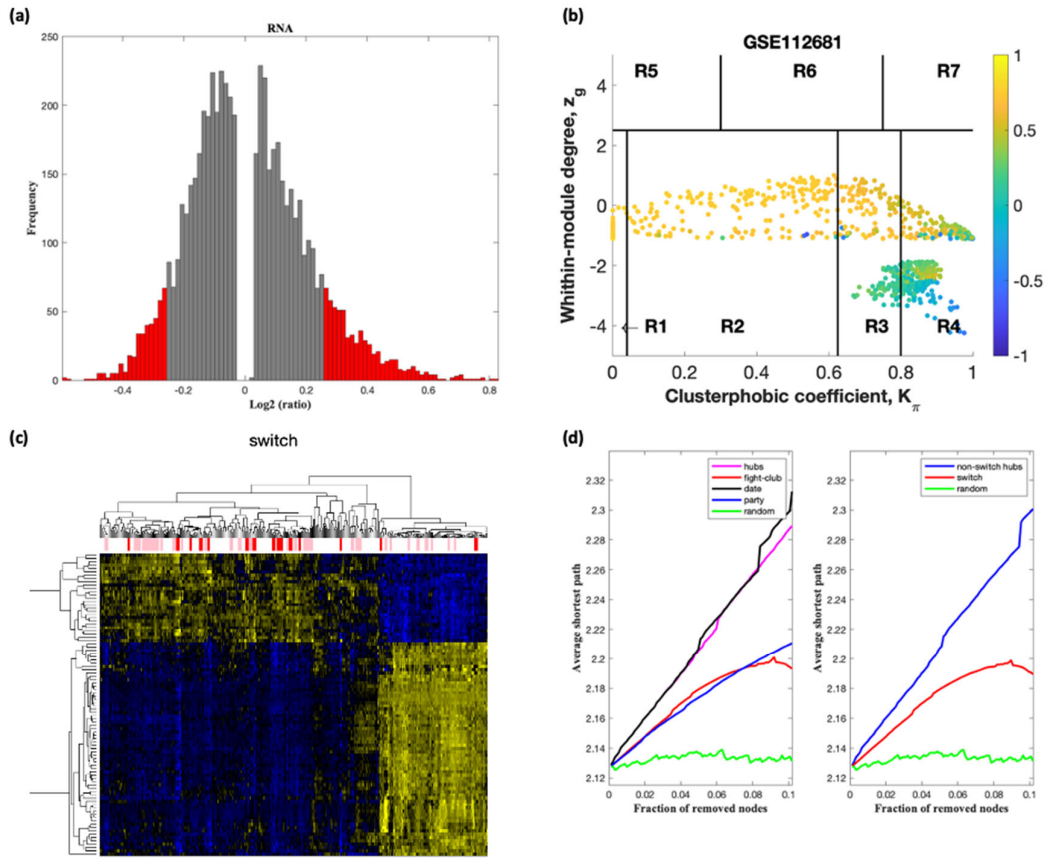 (a)
RNA
250
200
150
100
50
0
Frequency
-0.4
-0.2
0
0.2
0.4
0.6
0.8
Log2 (ratio)
(b)
GSE112681
R5
R6
R7
4
2
0
-2
-4
Whithin-module degree, z_g
R1
R2
R3
R4
0
0.2
0.4
0.6
0.8
1
Clusterphobic coefficient, K_π
1
0.5
0
-0.5
-1
(c)
switch
(d)
hubs
fight-club
date
party
random
2.32
2.3
2.28
2.26
2.24
2.22
2.2
2.18
2.16
2.14
2.12
Average shortest path
0
0.02
0.04
0.06
0.08
0.1
Fraction of removed nodes
non-switch hubs
switch
random
2.32
2.3
2.28
2.26
2.24
2.22
2.2
2.18
2.16
2.14
2.12
Average shortest path
0
0.02
0.04
0.06
0.08
0.1
Fraction of removed nodes